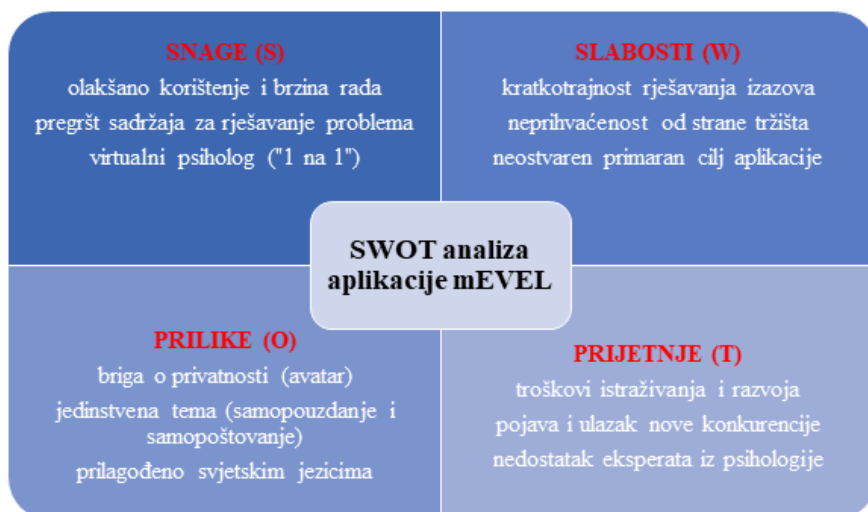 SNAGE (S)
olakšano korištenje i brzina rada
pregršt sadržaja za rješavanje problema
virtualni psiholog ("1 na 1")
SLABOSTI (W)
kratkotrajnost rješavanja izazova
neprihvaćenost od strane tržišta
neostvaren primaran cilj aplikacije
SWOT analiza
aplikacije mEVEL
PRILIKE (O)
briga o privatnosti (avatar)
jedinstvena tema (samopouzdanje i
samopoštovanje)
prilagođeno svjetskim jezicima
PRIJETNJE (T)
troškovi istraživanja i razvoja
pojava i ulazak nove konkurencije
nedostatak eksperata iz psihologije